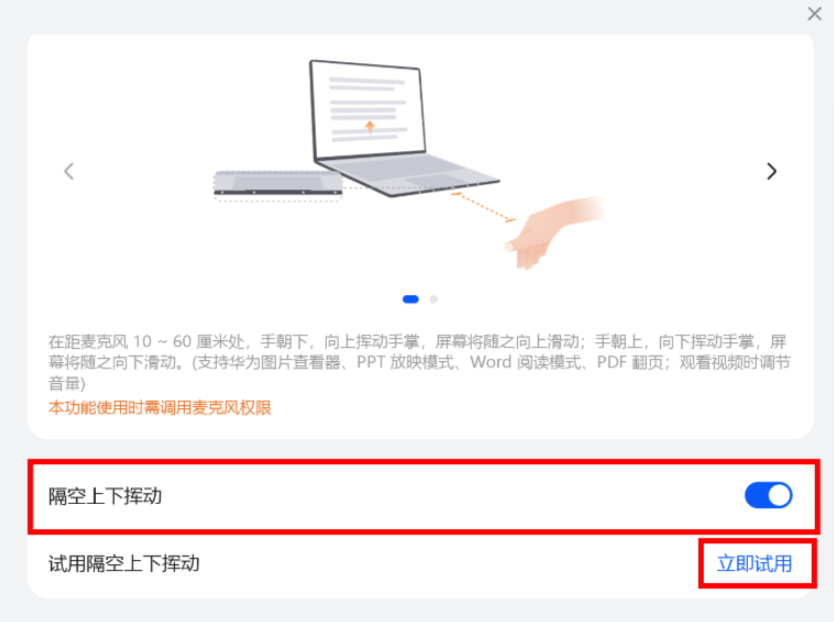 在距麦克风 10 ~ 60 厘米处，手朝下，向上挥动手掌，屏幕将随之向上滑动；手朝上，向下挥动手掌，屏
幕将随之向下滑动。(支持华为图片查看器、PPT 放映模式、Word 阅读模式、PDF 翻页；观看视频时调节
音量)
本功能使用时需调用麦克风权限
隔空上下挥动
试用隔空上下挥动 立即试用